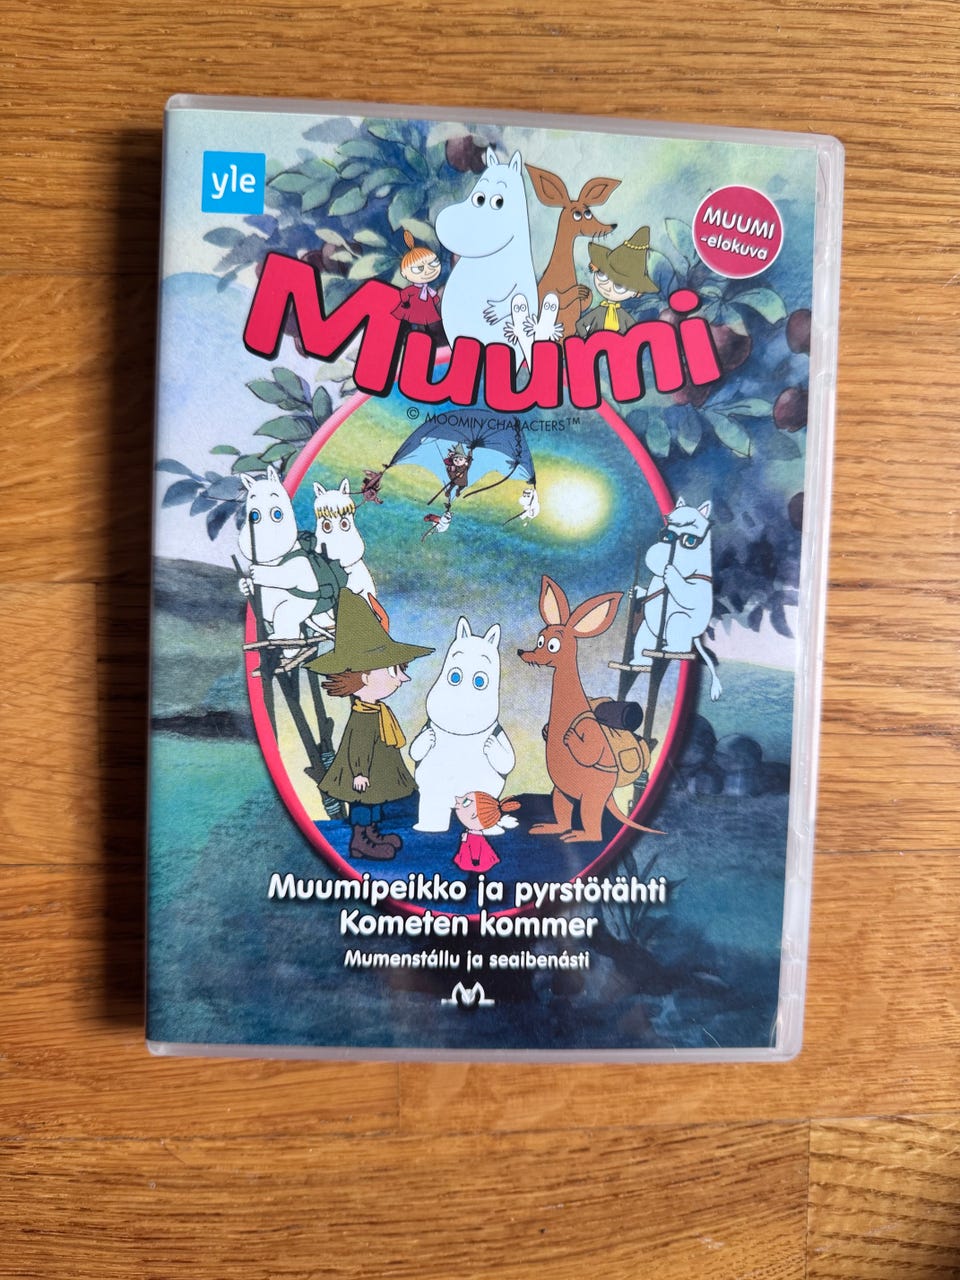 yle
MUUMI
-elokuva
Muumi
© MOOMIN CHARACTERS™
Muumipeikko ja pyrstötähti
Kometen kommer
Mumenstállu ja seaibenásti